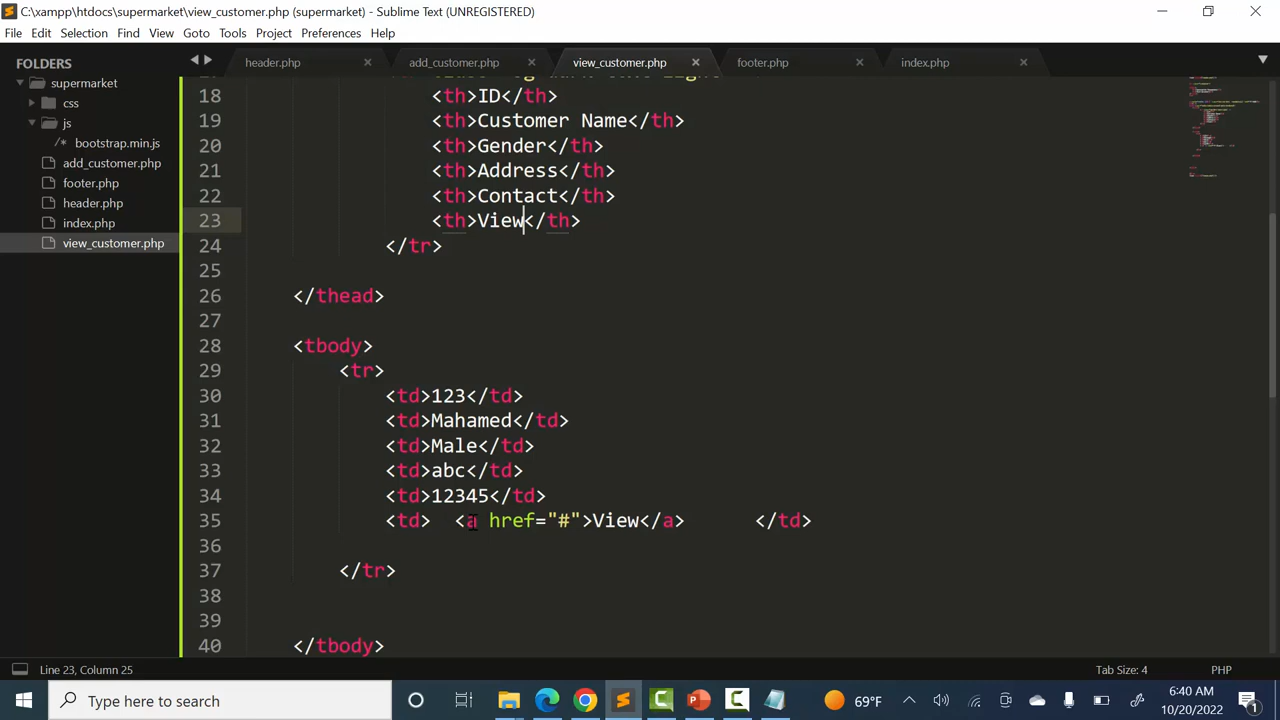 C:\xampp\htdocs\supermarket\view_customer.php (supermarket) - Sublime Text (UNREGISTERED)
File Edit Selection Find View Goto Tools Project Preferences Help
FOLDERS
supermarket
css
js
/* bootstrap.min.js
add_customer.php
footer.php
header.php
index.php
view_customer.php
header.php add_customer.php view_customer.php footer.php index.php
18 <th>ID</th>
19 <th>Customer Name</th>
20 <th>Gender</th>
21 <th>Address</th>
22 <th>Contact</th>
23 <th>View</th>
24 </tr>
25
26 </thead>
27
28 <tbody>
29 <tr>
30 <td>123</td>
31 <td>Mahamed</td>
32 <td>Male</td>
33 <td>abc</td>
34 <td>12345</td>
35 <td> <a href="#">View</a> </td>
36
37 </tr>
38
39
40 </tbody>
Line 23, Column 25 Tab Size: 4 PHP
Type here to search 69°F 6:40 AM
10/20/2022 1